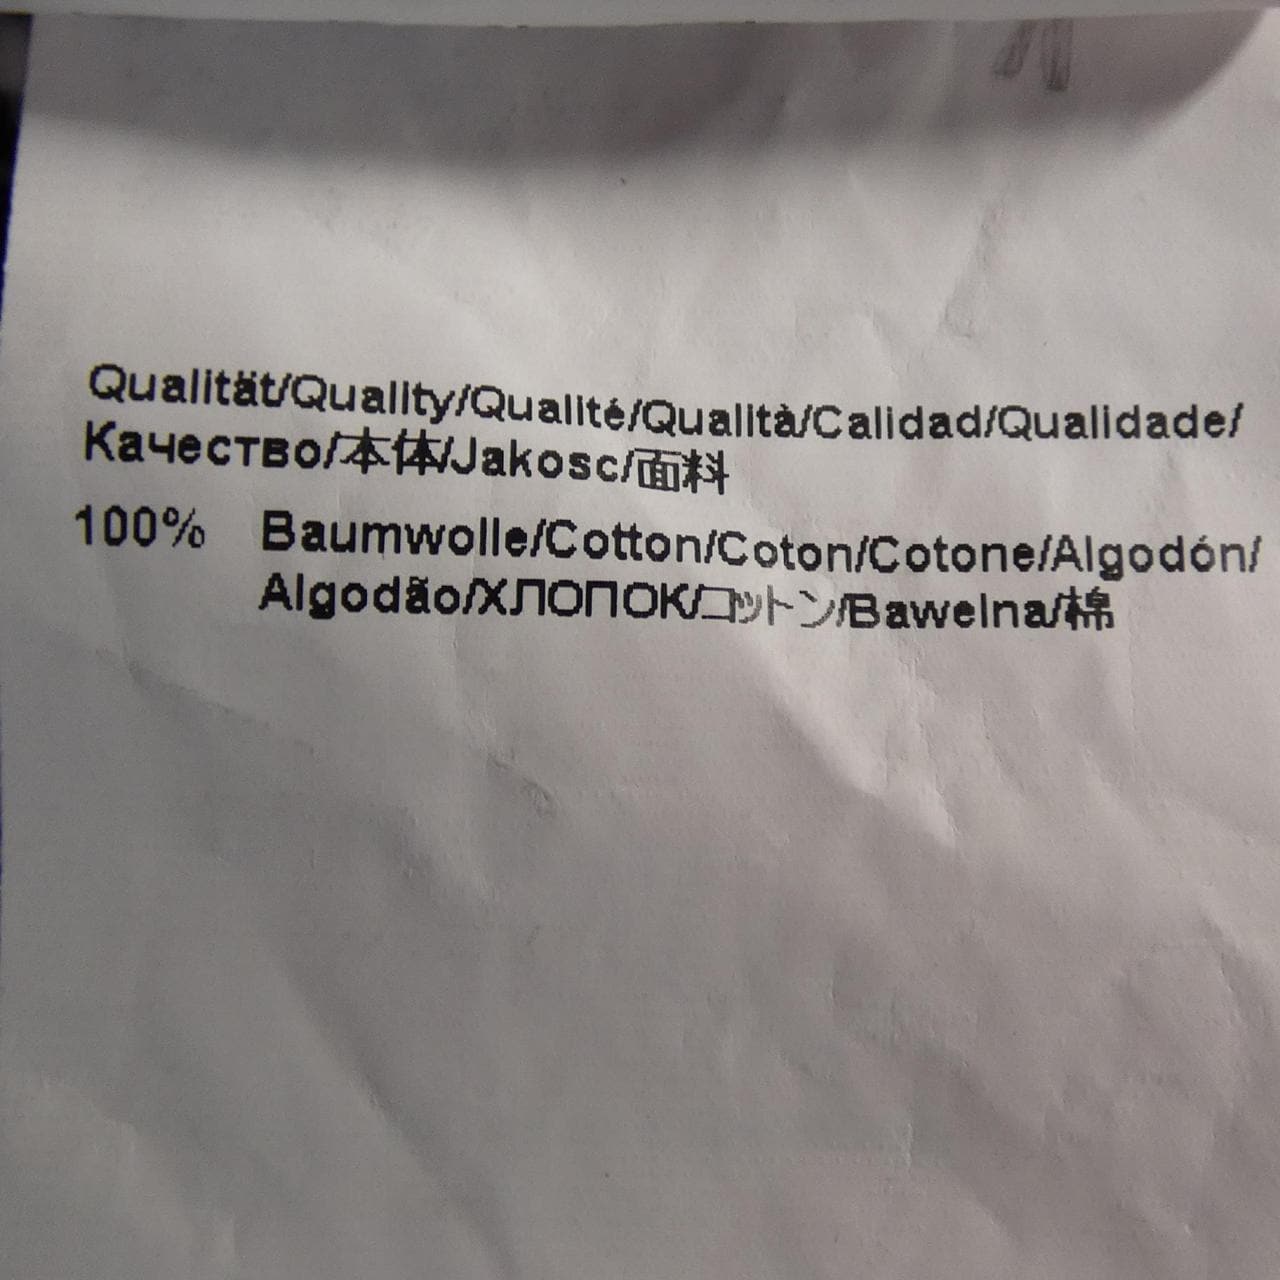 Qualität/Quality/Qualité/Qualità/Calidad/Qualidade/
Качество/本体/Jakosc/面料
100% Baumwolle/Cotton/Coton/Cotone/Algodón/
Algodão/ХЛОПОК/コットン/Bawelna/棉